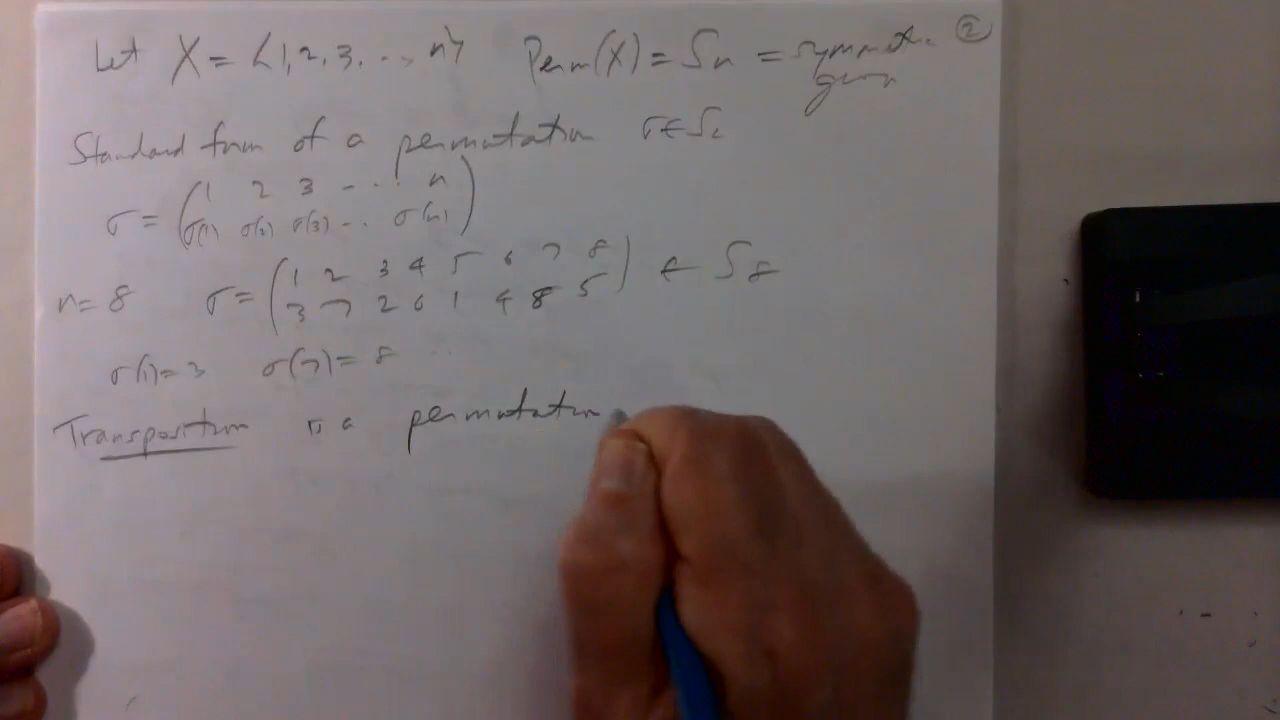 Let X = {1, 2, 3, ..., n} Perm(X) = Sn = symmetric ②
group
Standard form of a permutation σ ∈ Sn
σ = (1 2 3 --- n
σ(1) σ(2) σ(3) --- σ(n))
n = 8 σ = (1 2 3 4 5 6 7 8) ∈ S8
3 7 2 6 1 4 8 5
σ(1) = 3 σ(7) = 8 ..
Transposition is a permutation